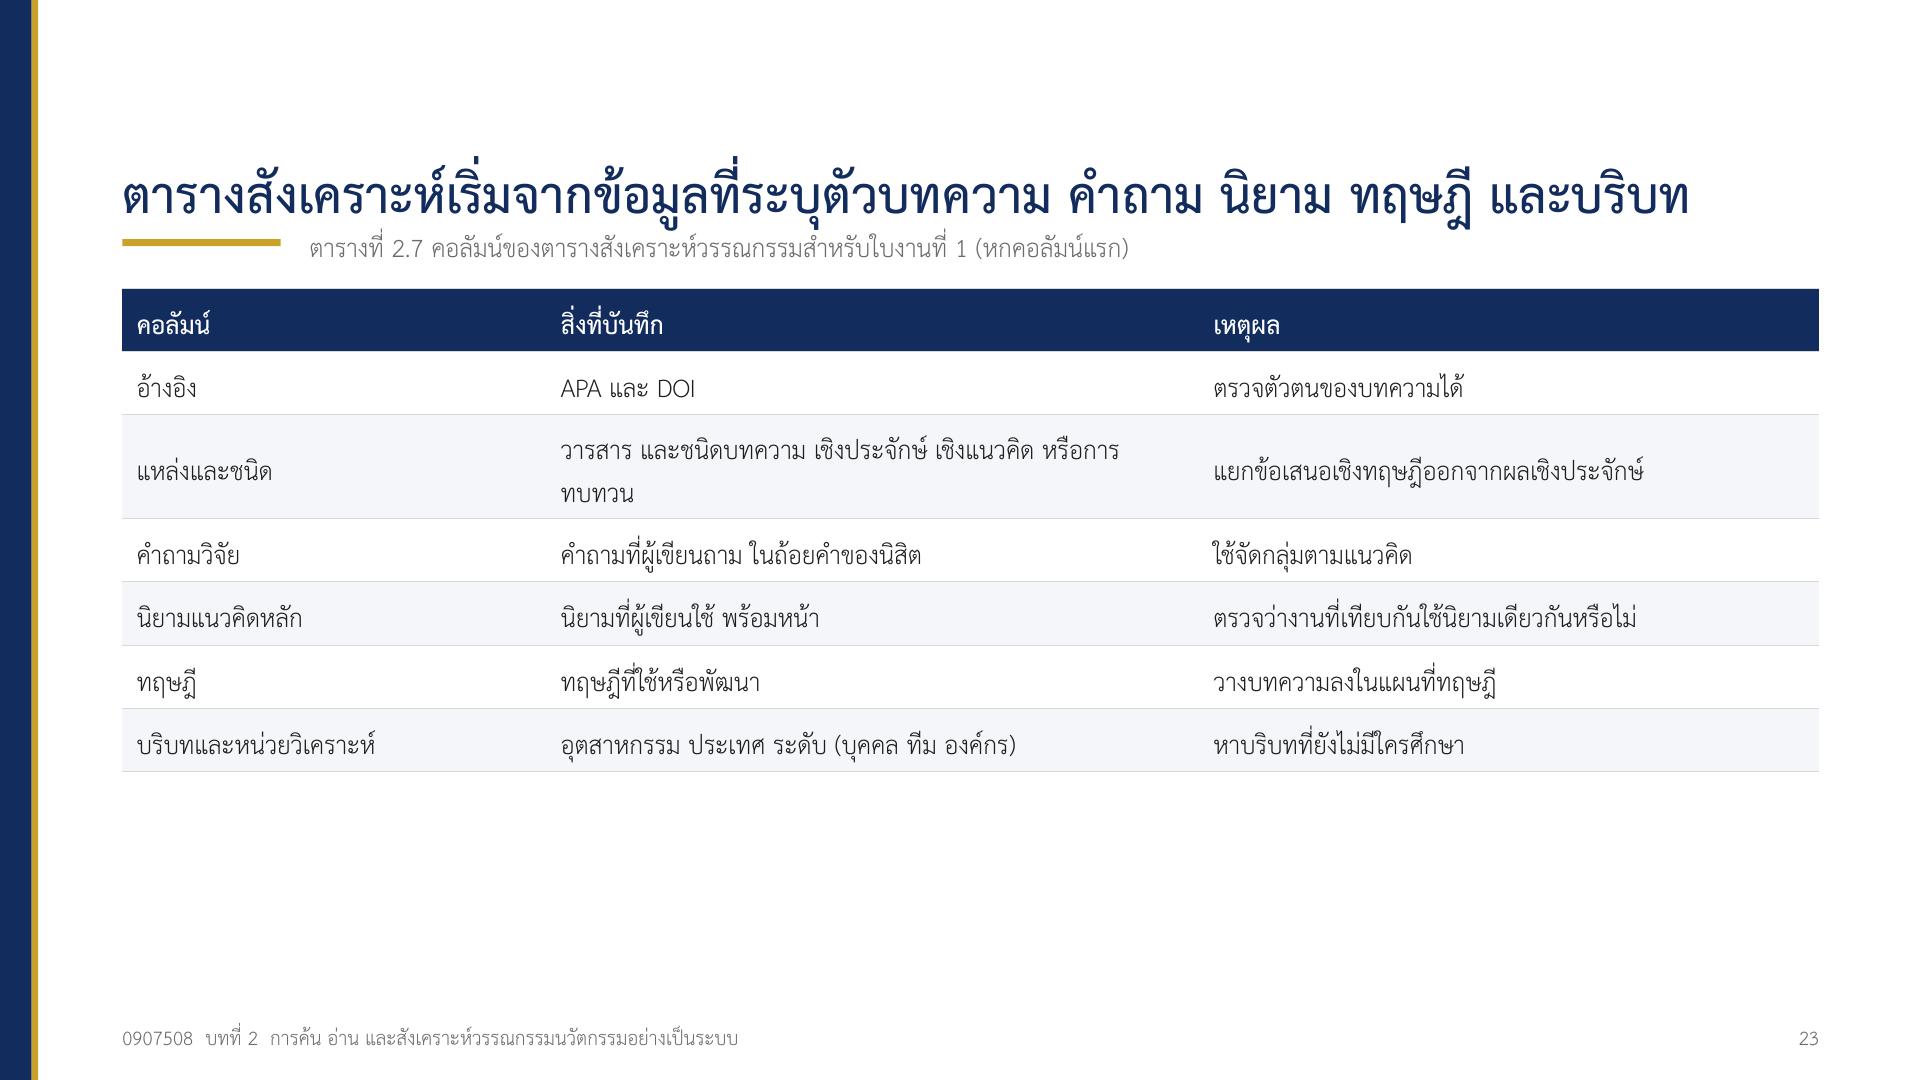 ตารางสังเคราะห์เริ่มจากข้อมูลที่ระบุตัวบทความ คำถาม นิยาม ทฤษฎี และบริบท
ตารางที่ 2.7 คอลัมน์ของตารางสังเคราะห์วรรณกรรมสำหรับใบงานที่ 1 (หกคอลัมน์แรก)
คอลัมน์ สิ่งที่บันทึก เหตุผล
อ้างอิง APA และ DOI ตรวจตัวตนของบทความได้
แหล่งและชนิด วารสาร และชนิดบทความ เชิงประจักษ์ เชิงแนวคิด หรือการ
ทบทวน แยกข้อเสนอเชิงทฤษฎีออกจากผลเชิงประจักษ์
คำถามวิจัย คำถามที่ผู้เขียนถาม ในถ้อยคำของนิสิต ใช้จัดกลุ่มตามแนวคิด
นิยามแนวคิดหลัก นิยามที่ผู้เขียนใช้ พร้อมหน้า ตรวจว่างานที่เทียบกันใช้นิยามเดียวกันหรือไม่
ทฤษฎี ทฤษฎีที่ใช้หรือพัฒนา วางบทความลงในแผนที่ทฤษฎี
บริบทและหน่วยวิเคราะห์ อุตสาหกรรม ประเทศ ระดับ (บุคคล ทีม องค์กร) หาบริบทที่ยังไม่มีใครศึกษา
0907508 บทที่ 2 การค้น อ่าน และสังเคราะห์วรรณกรรมนวัตกรรมอย่างเป็นระบบ 23